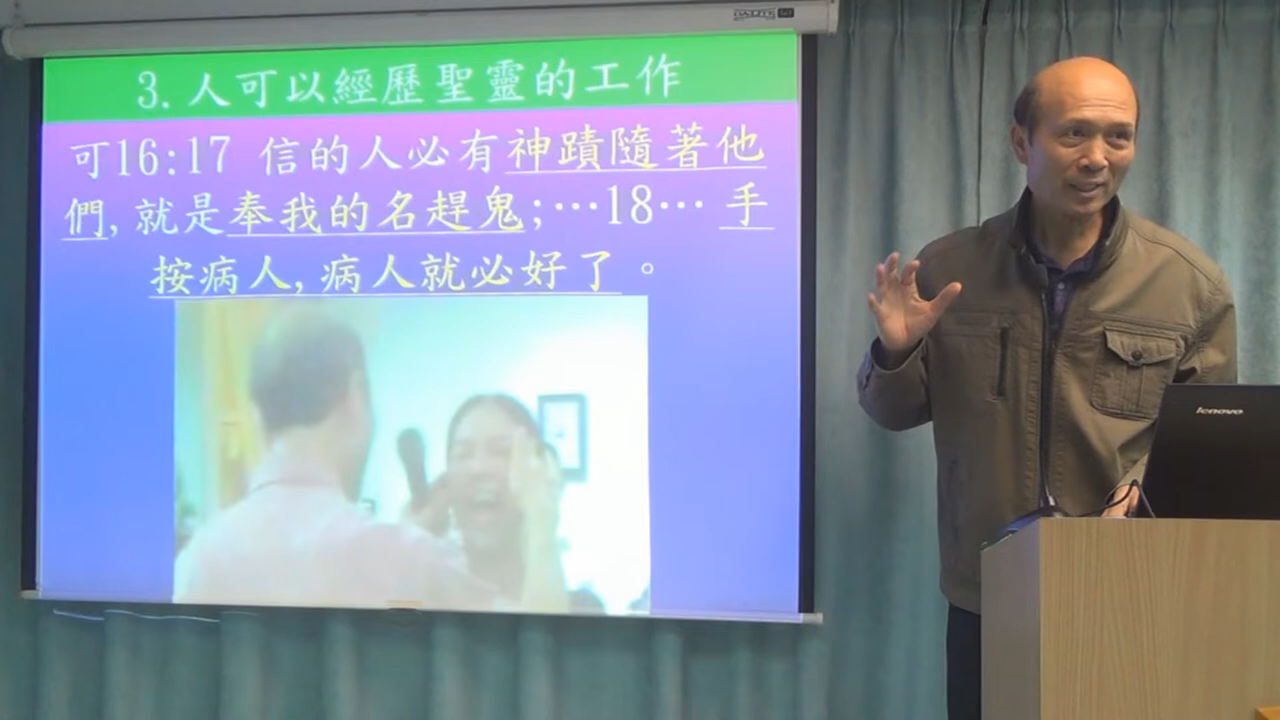 DA-LITE
3.人可以經歷聖靈的工作
可16:17 信的人必有神蹟隨著他
們,就是奉我的名趕鬼;…18… 手
按病人,病人就必好了。
lenovo